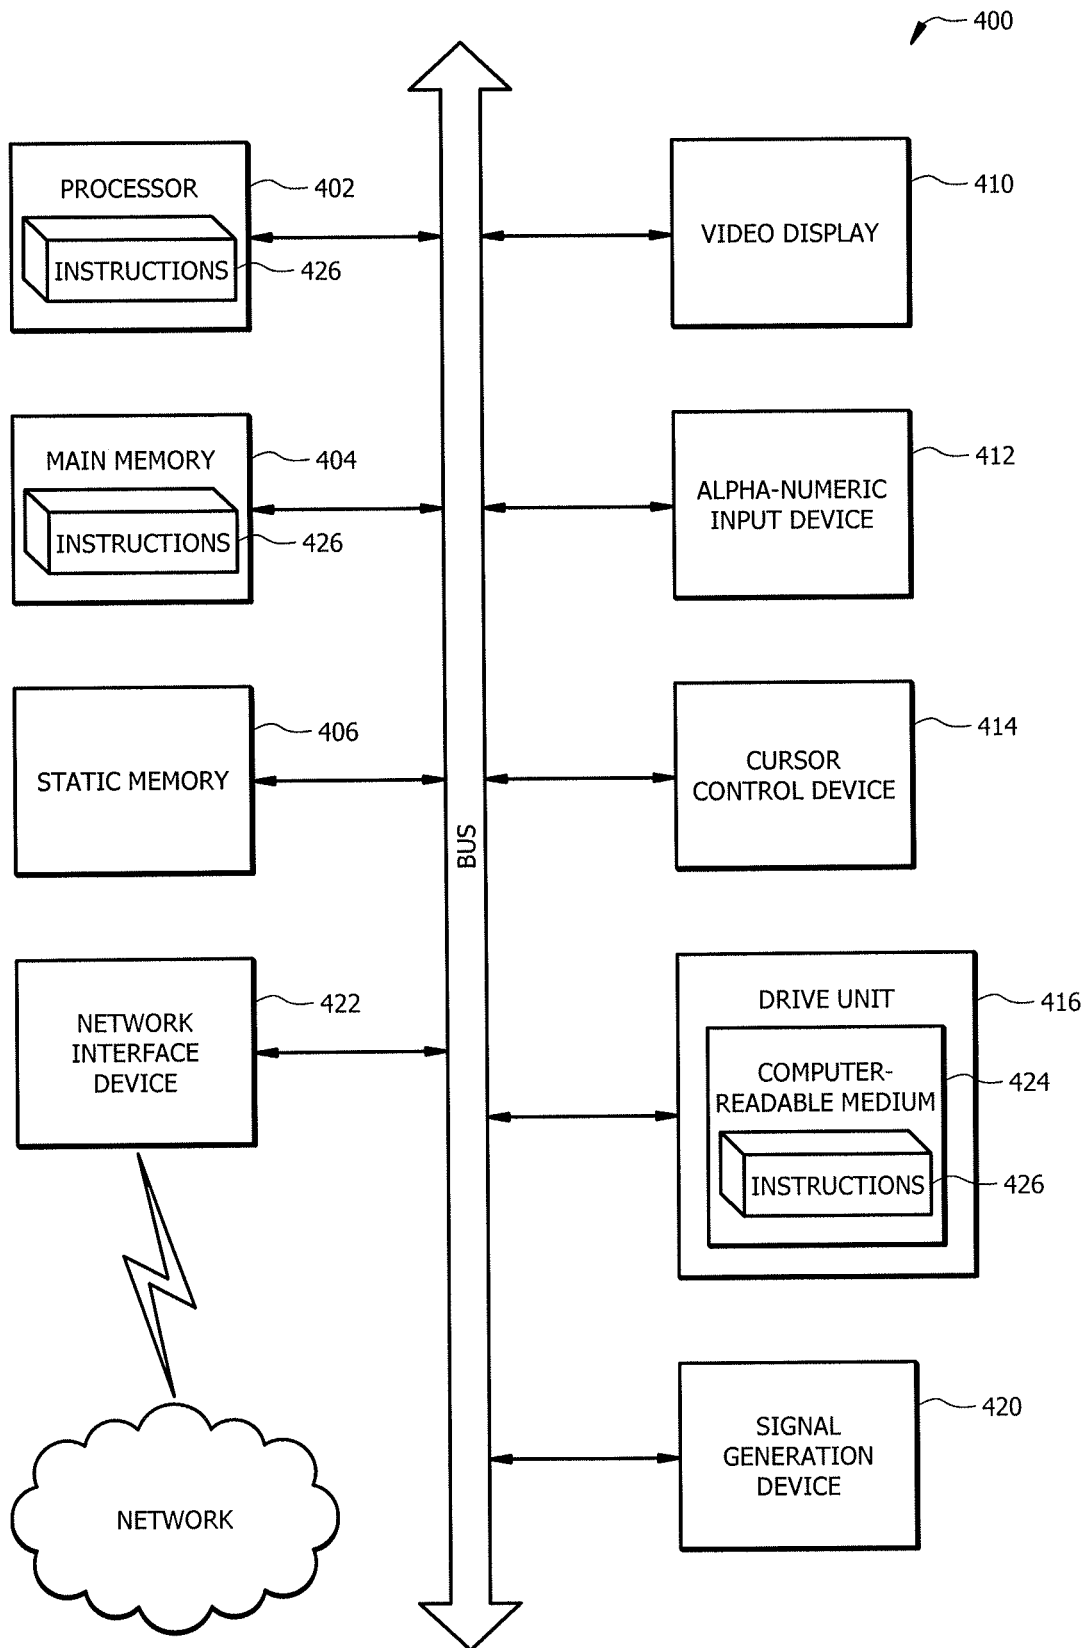 400
PROCESSOR
402
INSTRUCTIONS
426
VIDEO DISPLAY
410
MAIN MEMORY
404
INSTRUCTIONS
426
ALPHA-NUMERIC
INPUT DEVICE
412
STATIC MEMORY
406
CURSOR
CONTROL DEVICE
414
BUS
NETWORK
INTERFACE
DEVICE
422
DRIVE UNIT
416
COMPUTER-
READABLE MEDIUM
424
INSTRUCTIONS
426
NETWORK
SIGNAL
GENERATION
DEVICE
420